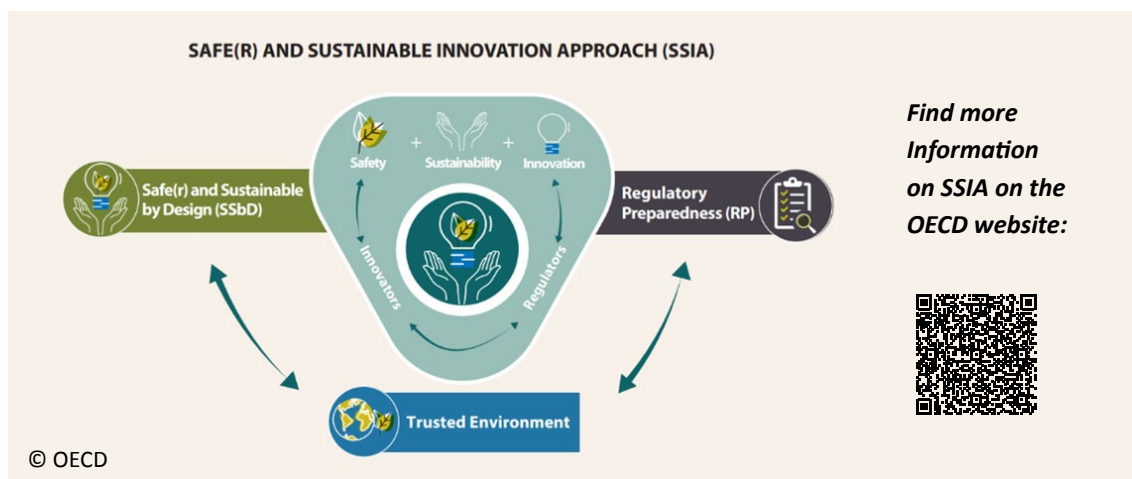 SAFE(R) AND SUSTAINABLE INNOVATION APPROACH (SSIA)
Safety + Sustainability + Innovation
Safe(r) and Sustainable
by Design (SSbD)
Innovators
Regulators
Regulatory
Preparedness (RP)
Trusted Environment
Find more
Information
on SSIA on the
OECD website:
© OECD